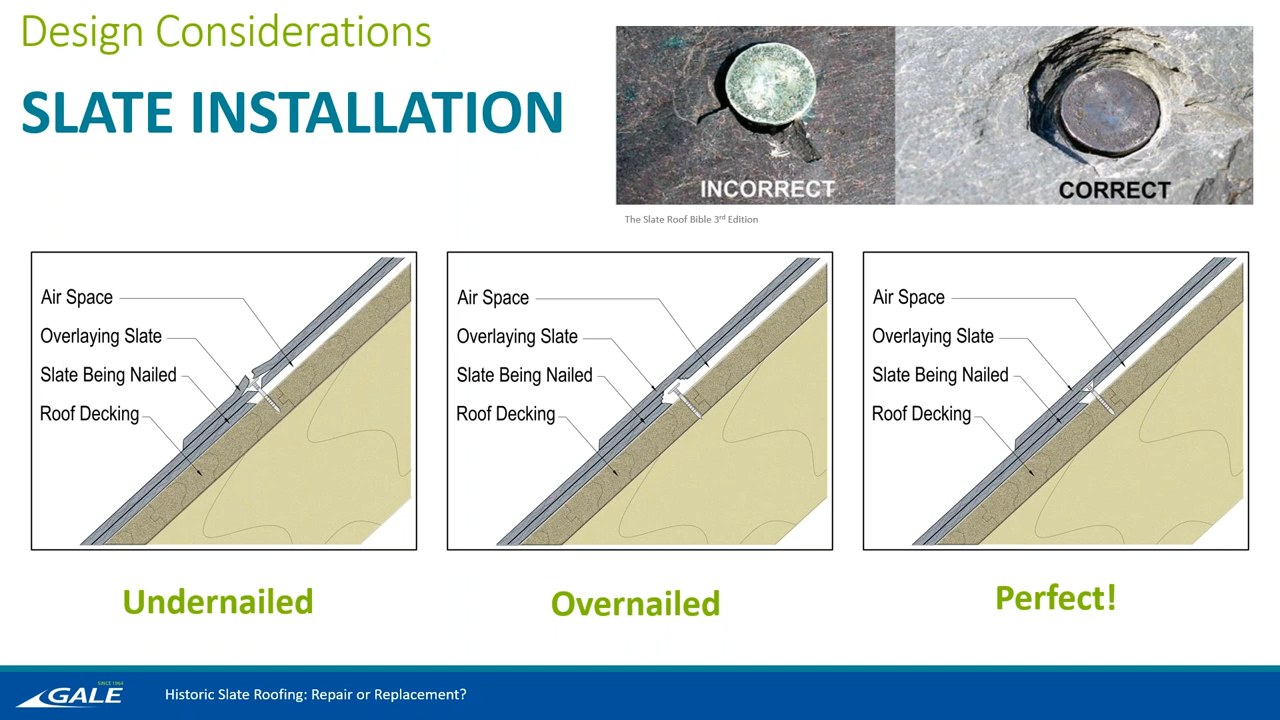 Design Considerations
SLATE INSTALLATION
INCORRECT
CORRECT
The Slate Roof Bible 3rd Edition
Air Space
Overlaying Slate
Slate Being Nailed
Roof Decking
Undernailed
Air Space
Overlaying Slate
Slate Being Nailed
Roof Decking
Overnailed
Air Space
Overlaying Slate
Slate Being Nailed
Roof Decking
Perfect!
SINCE 1964
GALE
Historic Slate Roofing: Repair or Replacement?